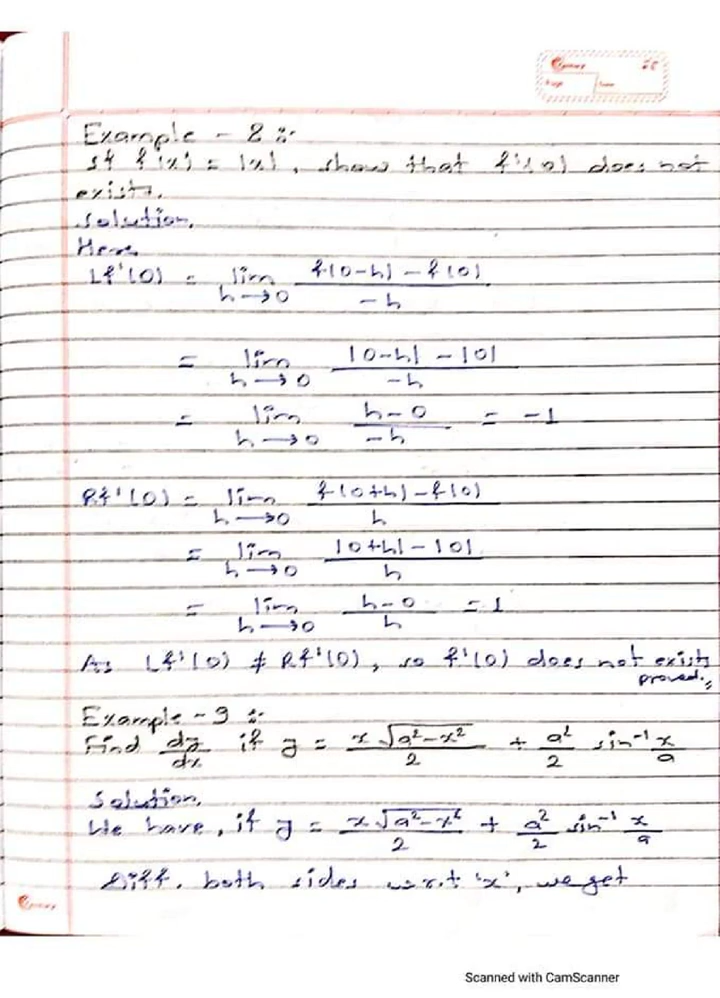 Example - 2 :-
If f(x) = |x|, show that f'(0) does not
exists.
Solution,
Here
Lf'(0) = lim h→0 f(0-h) - f(0) / -h
= lim h→0 |0-h| - |0| / -h
= lim h→0 h-0 / -h = -1
Rf'(0) = lim h→0 f(0+h) - f(0) / h
= lim h→0 |0+h| - |0| / h
= lim h→0 h-0 / h = 1
As Lf'(0) ≠ Rf'(0), so f'(0) does not exists
proved.
Example - 3 :-
Find dy/dx if y = x√(a²-x²) / 2 + a²/2 sin⁻¹ x/a
Solution,
We have, if y = x√(a²-x²) / 2 + a²/2 sin⁻¹ x/a
Diff. both sides w.r.t 'x', we get
Scanned with CamScanner